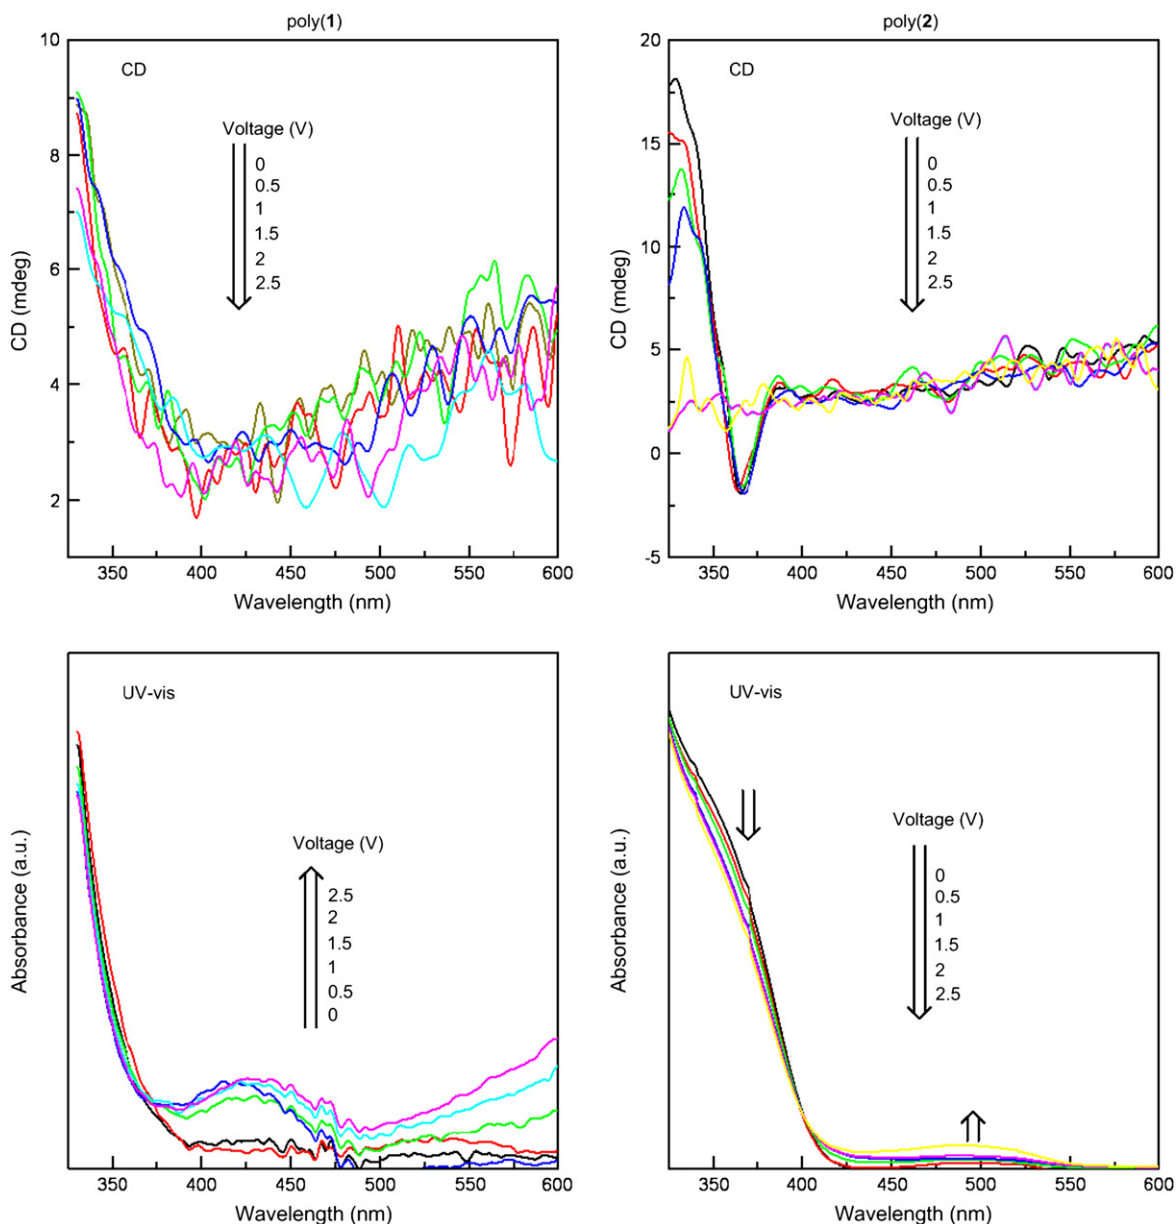 poly(1)
CD
Voltage (V)
0
0.5
1
1.5
2
2.5
10
8
6
4
2
CD (mdeg)
350 400 450 500 550 600
Wavelength (nm)
poly(2)
CD
Voltage (V)
0
0.5
1
1.5
2
2.5
20
15
10
5
0
-5
CD (mdeg)
350 400 450 500 550 600
Wavelength (nm)
UV-vis
Voltage (V)
2.5
2
1.5
1
0.5
0
Absorbance (a.u.)
350 400 450 500 550 600
Wavelength (nm)
UV-vis
Voltage (V)
0
0.5
1
1.5
2
2.5
Absorbance (a.u.)
350 400 450 500 550 600
Wavelength (nm)